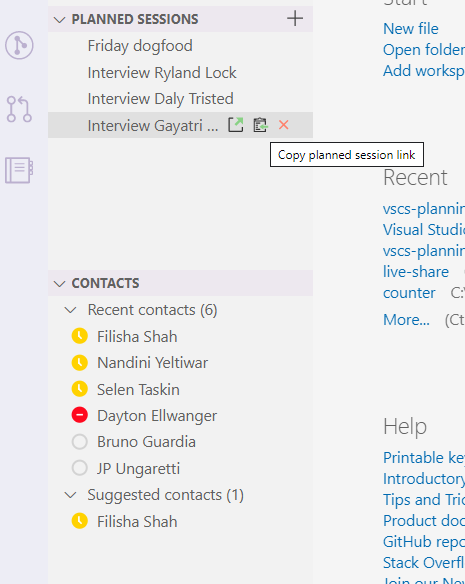 Start
PLANNED SESSIONS
New file
Friday dogfood
Open folder
Interview Ryland Lock
Add worksp
Interview Daly Tristed
Interview Gayatri ...
Copy planned session link
Recent
vscs-plannin
Visual Studi
vscs-plannin
live-share
CONTACTS
counter C:\
Recent contacts (6)
More... (Ct
Filisha Shah
Nandini Yeltiwar
Selen Taskin
Dayton Ellwanger
Help
Bruno Guardia
Printable key
JP Ungaretti
Introductory
Suggested contacts (1)
Tips and Tric
Filisha Shah
Product doc
GitHub repo
Stack Overfl
Join our New